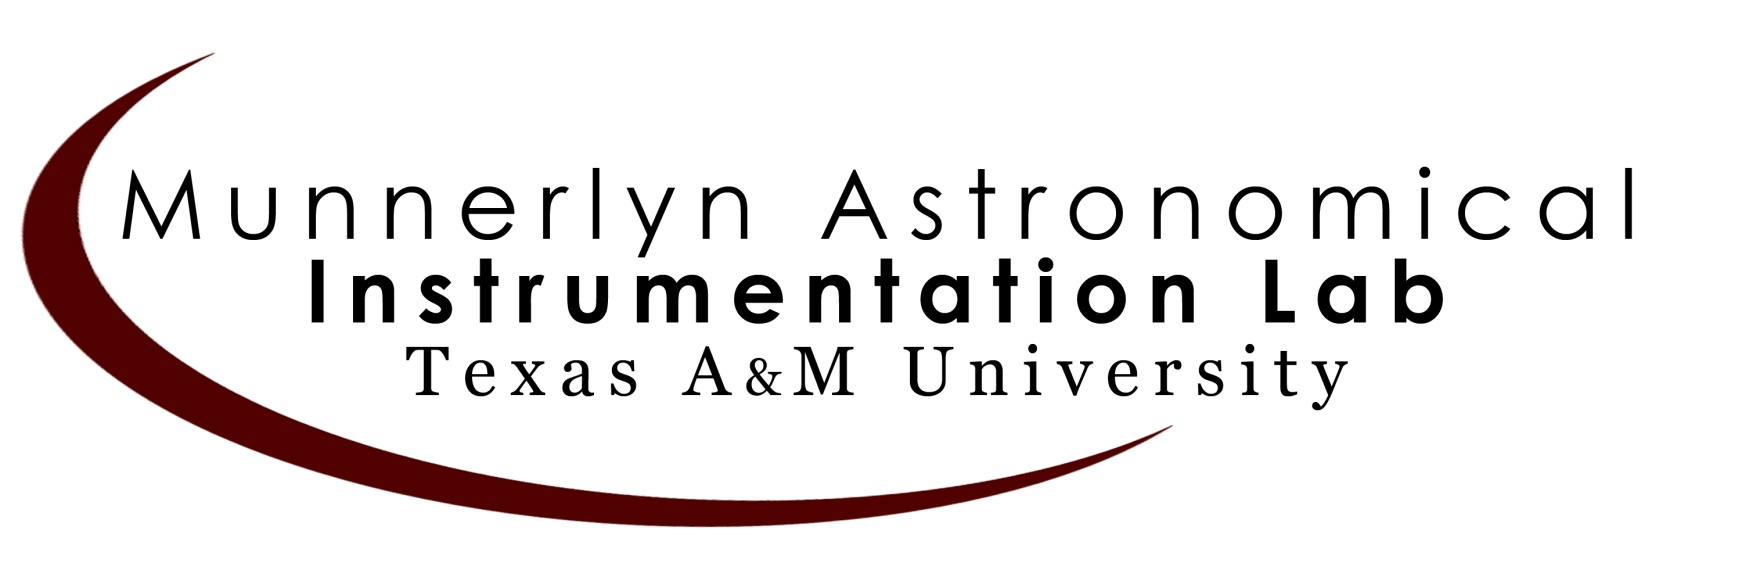 Munnerlyn Astronomical
Instrumentation Lab
Texas A&M University